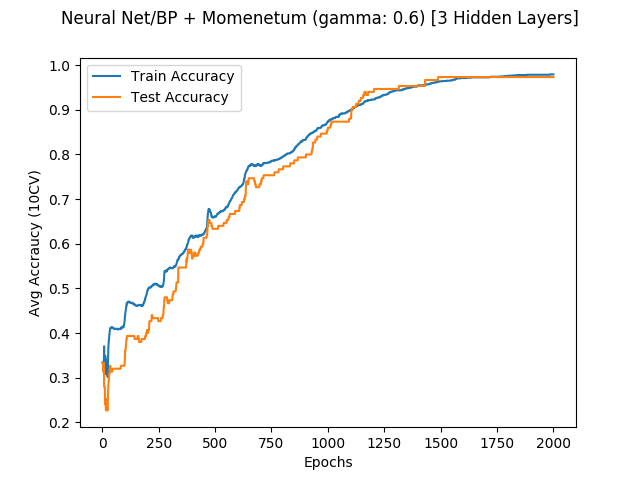 Neural Net/BP + Momenetum (gamma: 0.6) [3 Hidden Layers]
Train Accuracy
Test Accuracy
Avg Accraucy (10CV)
1.0
0.9
0.8
0.7
0.6
0.5
0.4
0.3
0.2
0 250 500 750 1000 1250 1500 1750 2000
Epochs